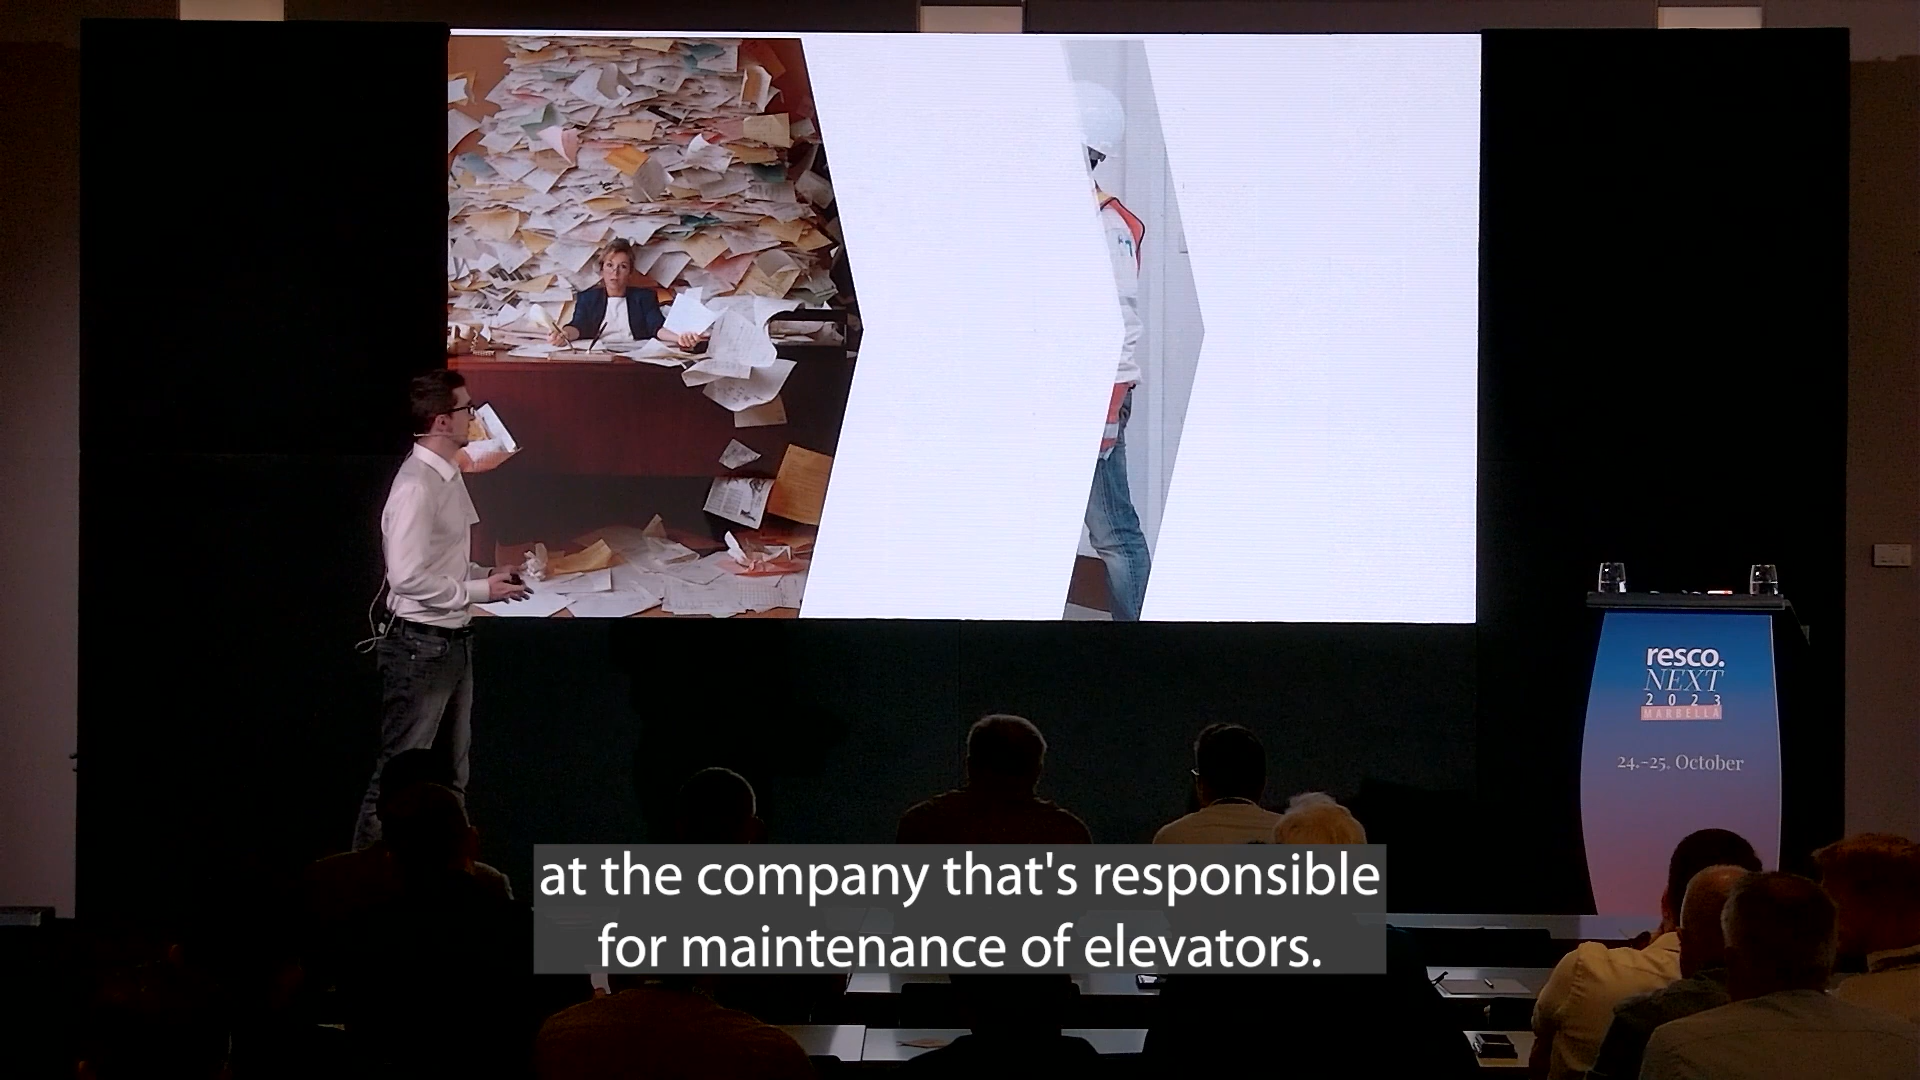 resco.
NEXT
2023
MARBELLA
24.-25. October
at the company that's responsible
for maintenance of elevators.